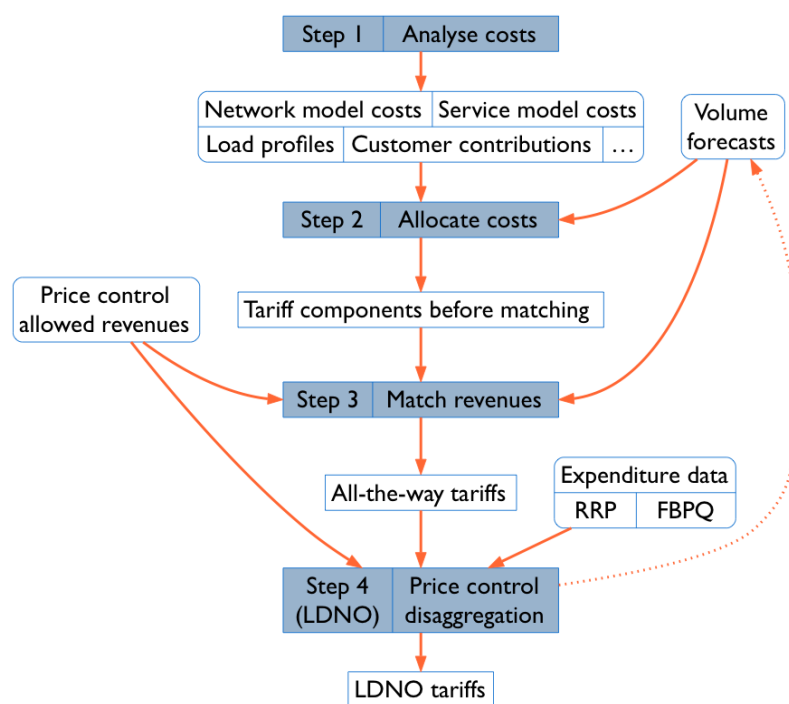 Step 1 Analyse costs
Network model costs Service model costs
Load profiles Customer contributions ...
Volume
forecasts
Step 2 Allocate costs
Tariff components before matching
Price control
allowed revenues
Step 3 Match revenues
All-the-way tariffs
Expenditure data
RRP FBPQ
Step 4 Price control
(LDNO) disaggregation
LDNO tariffs